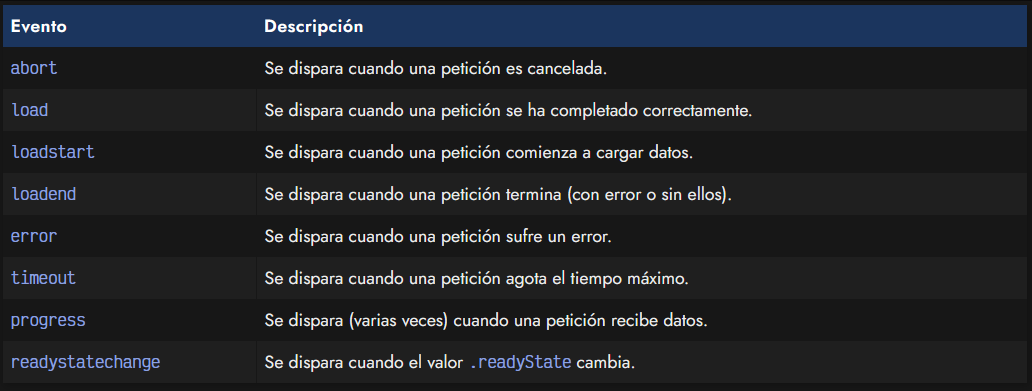 Evento Descripción
abort Se dispara cuando una petición es cancelada.
load Se dispara cuando una petición se ha completado correctamente.
loadstart Se dispara cuando una petición comienza a cargar datos.
loadend Se dispara cuando una petición termina (con error o sin ellos).
error Se dispara cuando una petición sufre un error.
timeout Se dispara cuando una petición agota el tiempo máximo.
progress Se dispara (varias veces) cuando una petición recibe datos.
readystatechange Se dispara cuando el valor .readyState cambia.